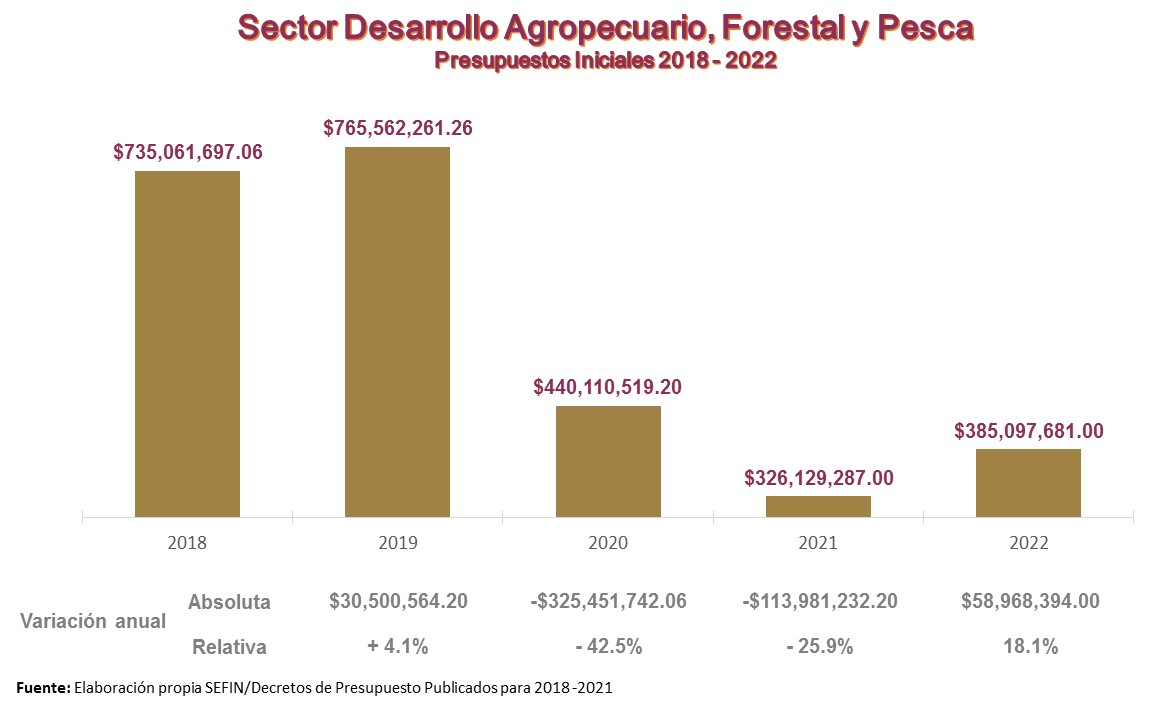 Sector Desarrollo Agropecuario, Forestal y Pesca
Presupuestos Iniciales 2018 - 2022
$735,061,697.06
$765,562,261.26
$440,110,519.20
$326,129,287.00
$385,097,681.00
2018 2019 2020 2021 2022
Variación anual
Absoluta $30,500,564.20 -$325,451,742.06 -$113,981,232.20 $58,968,394.00
Relativa + 4.1% - 42.5% - 25.9% 18.1%
Fuente: Elaboración propia SEFIN/Decretos de Presupuesto Publicados para 2018 -2021